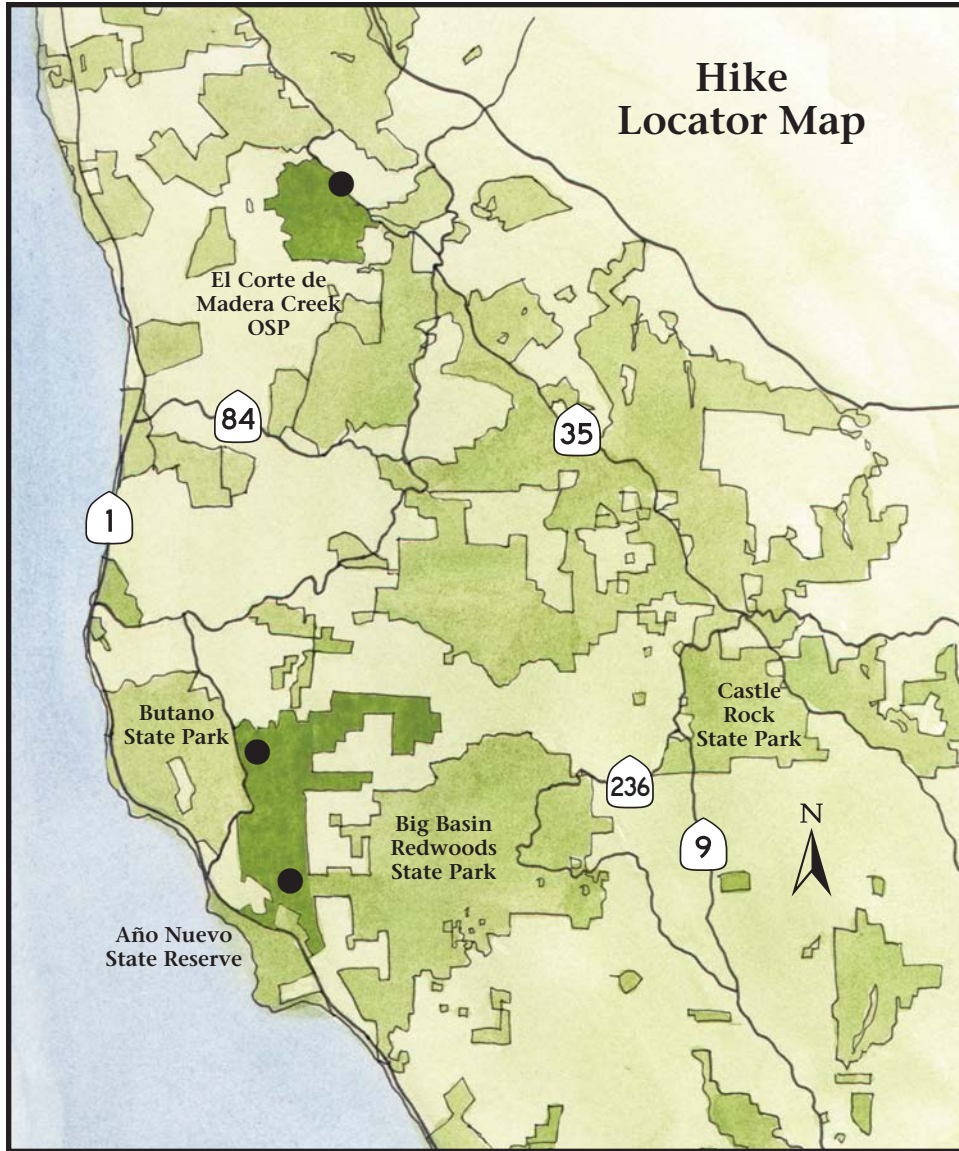 Hike
Locator Map
El Corte de
Madera Creek
OSP
84
35
1
Butano
State Park
Castle
Rock
State Park
236
Big Basin
Redwoods
State Park
9
N
Año Nuevo
State Reserve